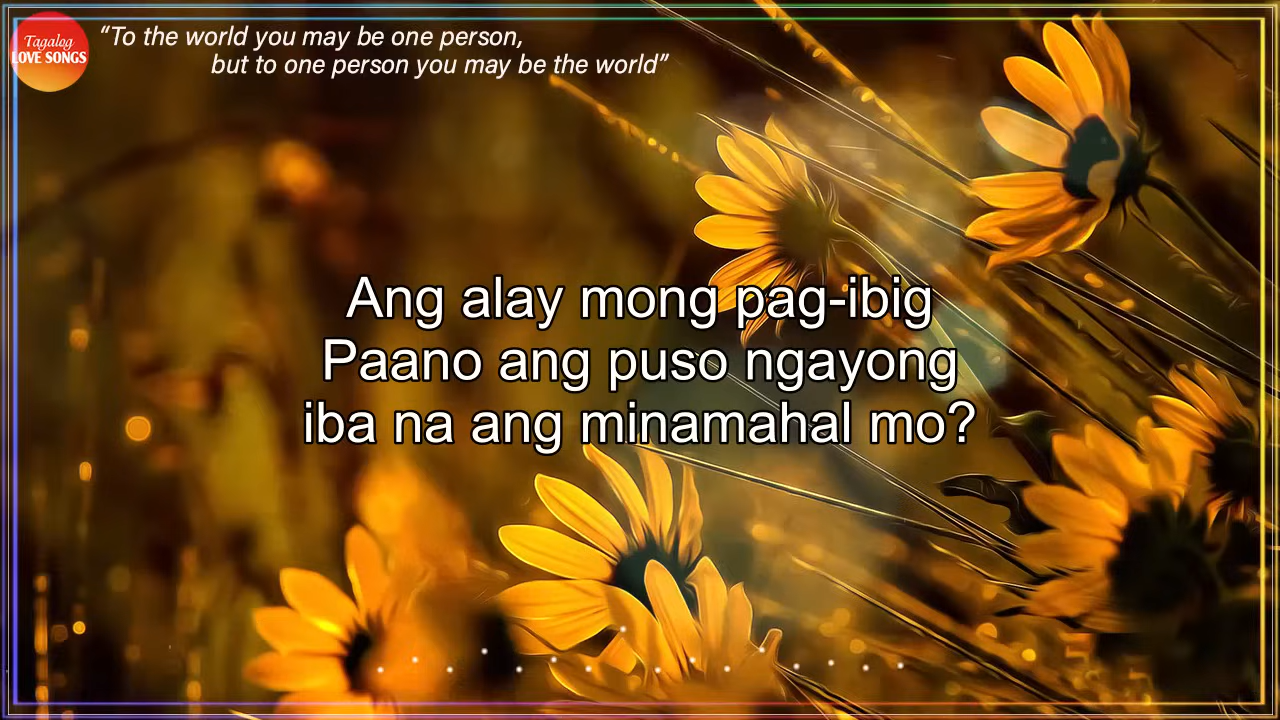 Tagalog
LOVE SONGS
“To the world you may be one person,
but to one person you may be the world”
Ang alay mong pag-ibig
Paano ang puso ngayong
iba na ang minamahal mo?